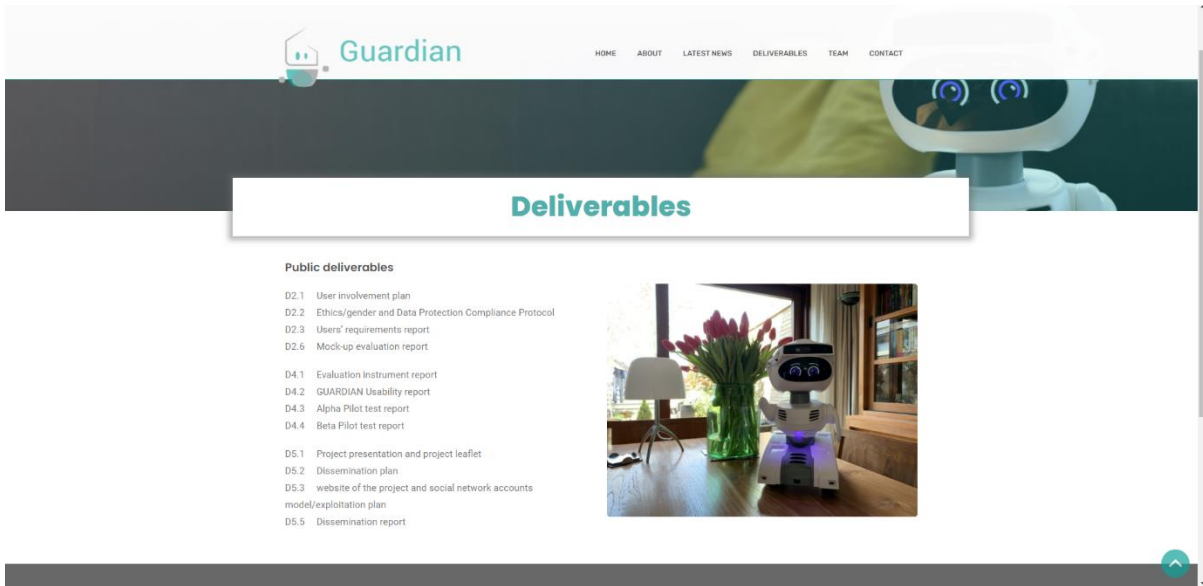 Guardian
HOME ABOUT LATEST NEWS DELIVERABLES TEAM CONTACT
Deliverables
Public deliverables
D2.1 User involvement plan
D2.2 Ethics/gender and Data Protection Compliance Protocol
D2.3 Users' requirements report
D2.6 Mock-up evaluation report
D4.1 Evaluation instrument report
D4.2 GUARDIAN Usability report
D4.3 Alpha Pilot test report
D4.4 Beta Pilot test report
D5.1 Project presentation and project leaflet
D5.2 Dissemination plan
D5.3 website of the project and social network accounts
model/exploitation plan
D5.5 Dissemination report